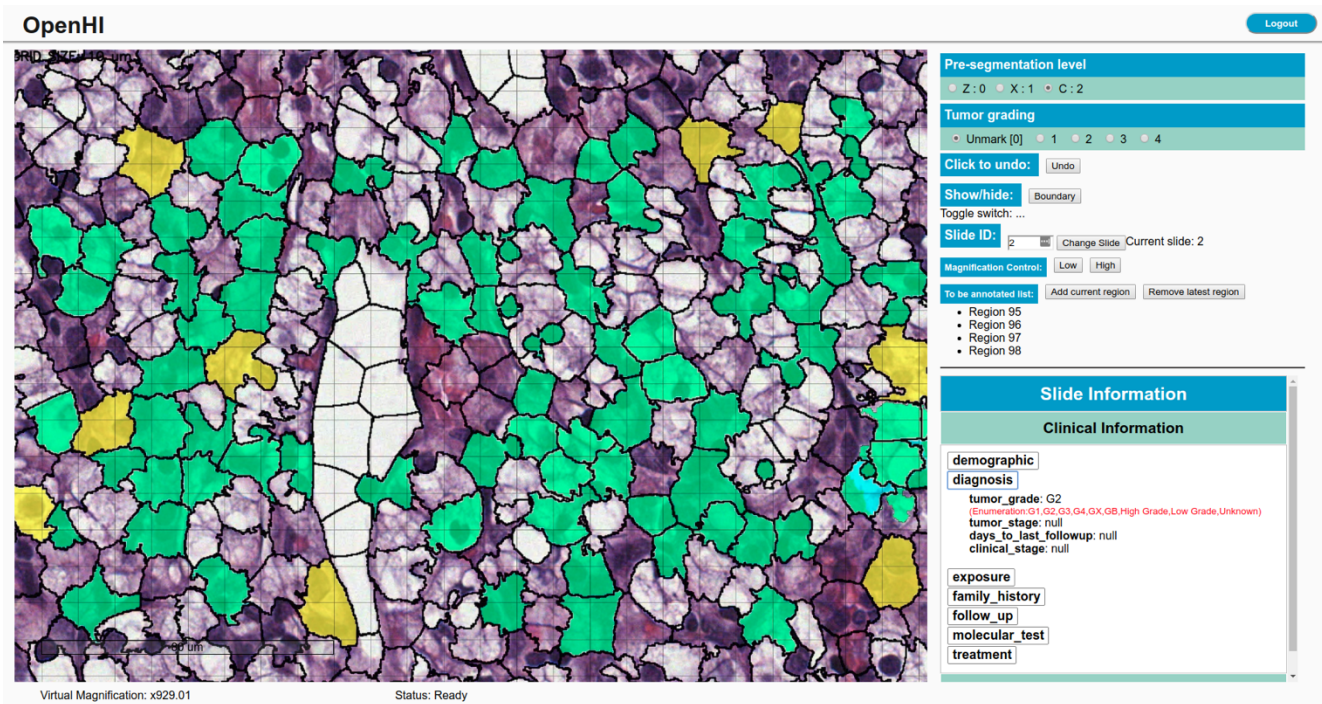 OpenHI
Logout
GRID_SIZE: 10 um
Pre-segmentation level
Z : 0 X : 1 C : 2
Tumor grading
Unmark [0] 1 2 3 4
Click to undo: Undo
Show/hide: Boundary
Toggle switch: ...
Slide ID: 2 Change Slide Current slide: 2
Magnification Control: Low High
To be annotated list: Add current region Remove latest region
Region 95
Region 96
Region 97
Region 98
Slide Information
Clinical Information
demographic
diagnosis
tumor_grade: G2
(Enumeration:G1,G2,G3,G4,GX,GB,High Grade,Low Grade,Unknown)
tumor_stage: null
days_to_last_followup: null
clinical_stage: null
exposure
family_history
follow_up
molecular_test
treatment
um
Virtual Magnification: x929.01
Status: Ready